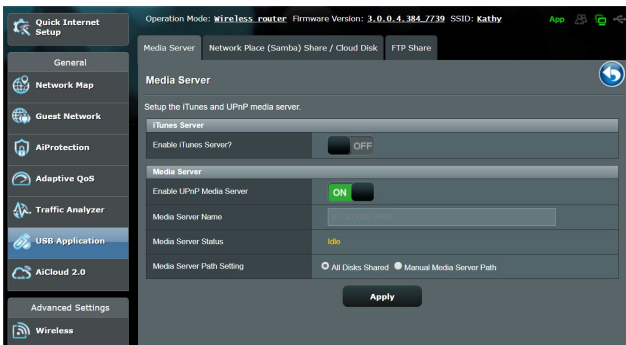 Quick Internet
Setup
Operation Mode: Wireless router Firmware Version: 3.0.0.4.384_7739 SSID: Kathy
App
Media Server Network Place (Samba) Share / Cloud Disk FTP Share
General
Network Map
Guest Network
AiProtection
Adaptive QoS
Traffic Analyzer
USB Application
AiCloud 2.0
Advanced Settings
Wireless
Media Server
Setup the iTunes and UPnP media server.
iTunes Server
Enable iTunes Server? OFF
Media Server
Enable UPnP Media Server ON
Media Server Name
Media Server Status Idle
Media Server Path Setting All Disks Shared Manual Media Server Path
Apply